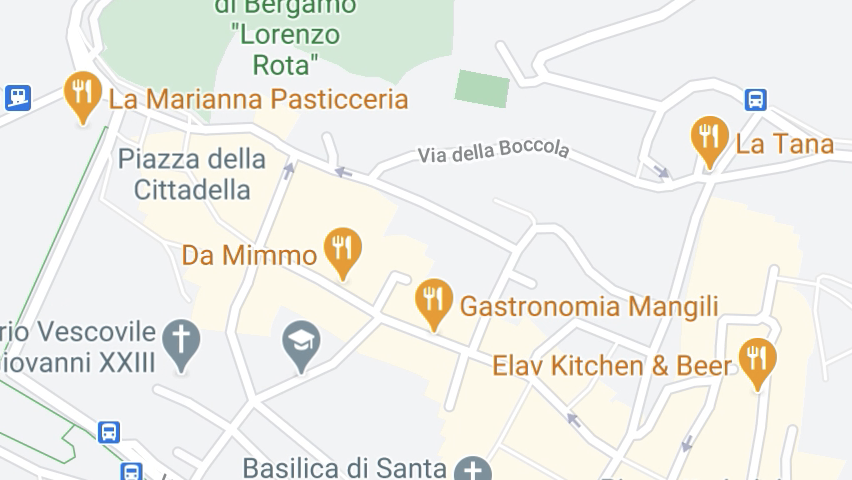 di Bergamo
"Lorenzo
Rota"
La Marianna Pasticceria
Via della Boccola
La Tana
Piazza della
Cittadella
Da Mimmo
Gastronomia Mangili
rio Vescovile
iovanni XXIII
Elav Kitchen & Beer
Basilica di Santa